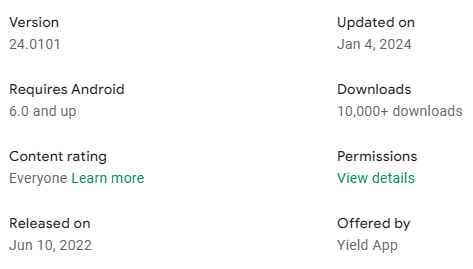 Version
24.0101
Updated on
Jan 4, 2024
Requires Android
6.0 and up
Downloads
10,000+ downloads
Content rating
Everyone Learn more
Permissions
View details
Released on
Jun 10, 2022
Offered by
Yield App